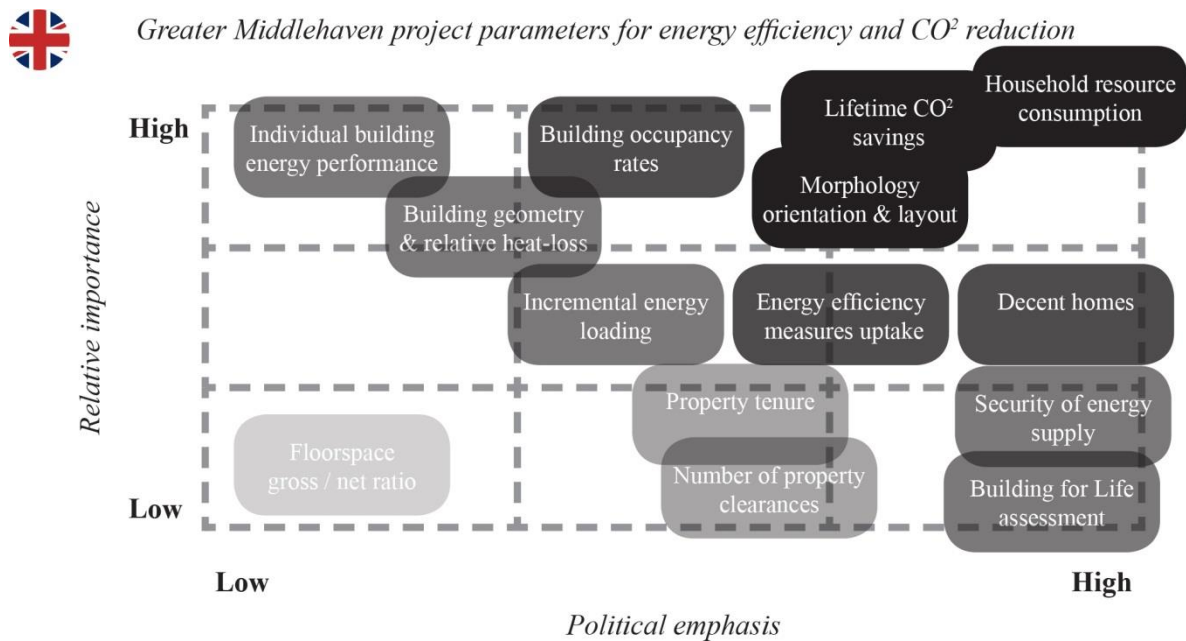 Greater Middlehaven project parameters for energy efficiency and CO² reduction
High
Relative importance
Low
Individual building
energy performance
Building occupancy
rates
Lifetime CO²
savings
Household resource
consumption
Building geometry
& relative heat-loss
Morphology
orientation & layout
Incremental energy
loading
Energy efficiency
measures uptake
Decent homes
Property tenure
Security of energy
supply
Floorspace
gross / net ratio
Number of property
clearances
Building for Life
assessment
Low
High
Political emphasis